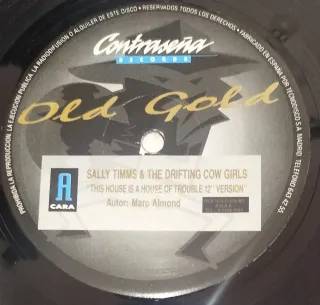 Contraseña
RECORDS
RESERVADOS TODOS LOS DERECHOS • FABRICADO EN ESPAÑA POR TECNODISCO S.A. MADRID. TELEFONO 643 42 55.
PROHIBIDA LA REPRODUCCION, LA EJECUCION PUBLICA, LA RADIODIFUSION O ALQUILER DE ESTE DISCO •
Old Gold
A
CARA
SALLY TIMMS & THE DRIFTING COW GIRLS
"THIS HOUSE IS A HOUSE OF TROUBLE 12" VERSION"
Autor: Marc Almond